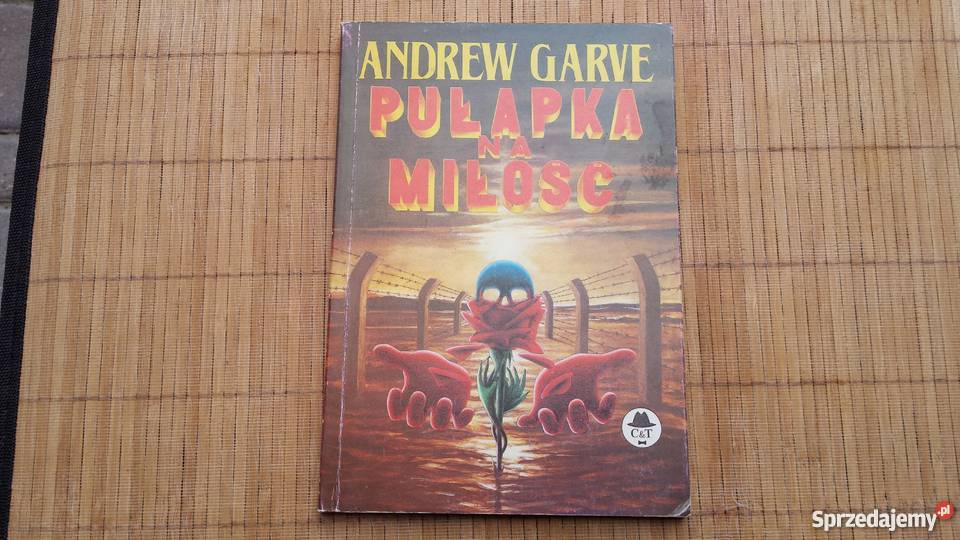 ANDREW GARVE
PUŁAPKA
NA
MIŁOŚĆ
C&T
Sprzedajemy.pl